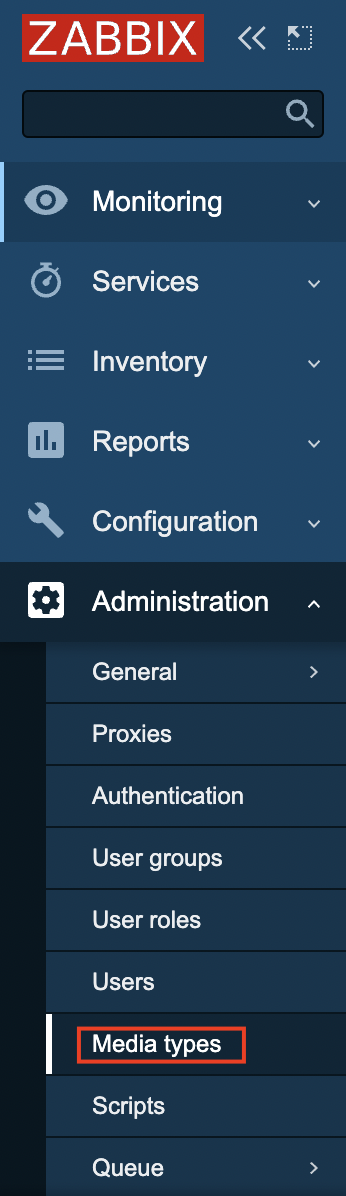 ZABBIX
Monitoring
Services
Inventory
Reports
Configuration
Administration
General
Proxies
Authentication
User groups
User roles
Users
Media types
Scripts
Queue